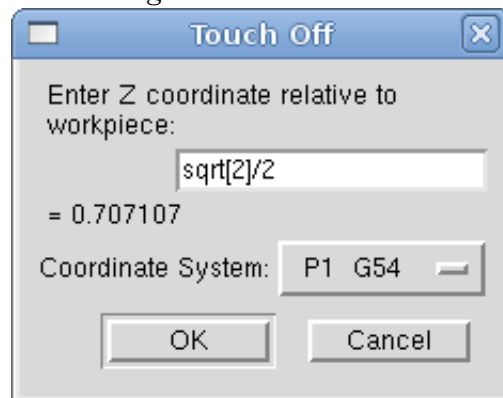 Touch Off
Enter Z coordinate relative to
workpiece:
sqrt[2]/2
= 0.707107
Coordinate System: P1 G54
OK Cancel